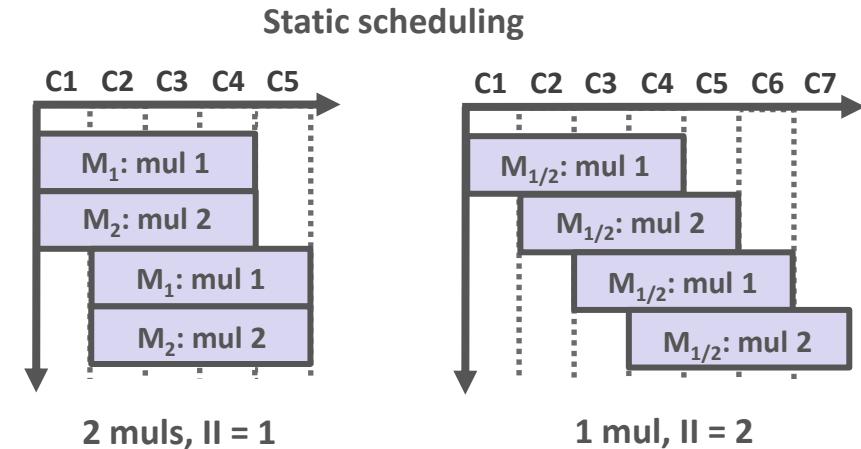 Static scheduling
C1 C2 C3 C4 C5
M₁: mul 1
M₂: mul 2
M₁: mul 1
M₂: mul 2
2 muls, II = 1
C1 C2 C3 C4 C5 C6 C7
M₁/₂: mul 1
M₁/₂: mul 2
M₁/₂: mul 1
M₁/₂: mul 2
1 mul, II = 2